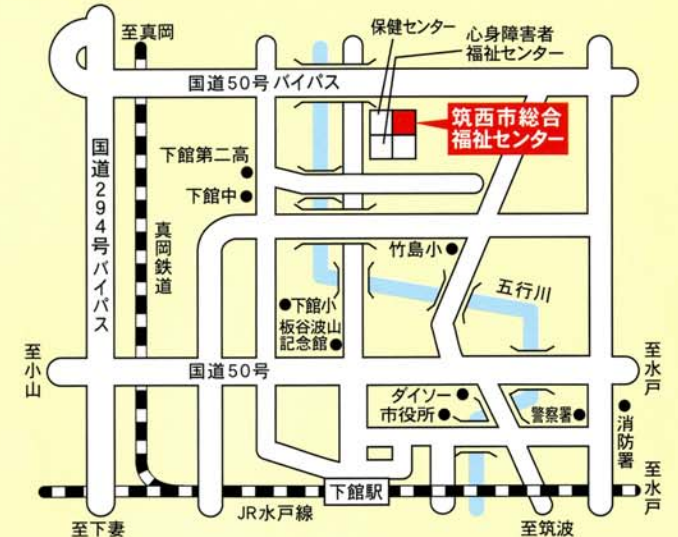 至真岡
保健センター
心身障害者
福祉センター
国道50号バイパス
筑西市総合
福祉センター
国道294号バイパス
下館第二高
下館中
真岡鉄道
竹島小
五行川
下館小
板谷波山
記念館
至小山
国道50号
至水戸
ダイソー
市役所
警察署
消防署
下館駅
至水戸
JR水戸線
至下妻
至筑波